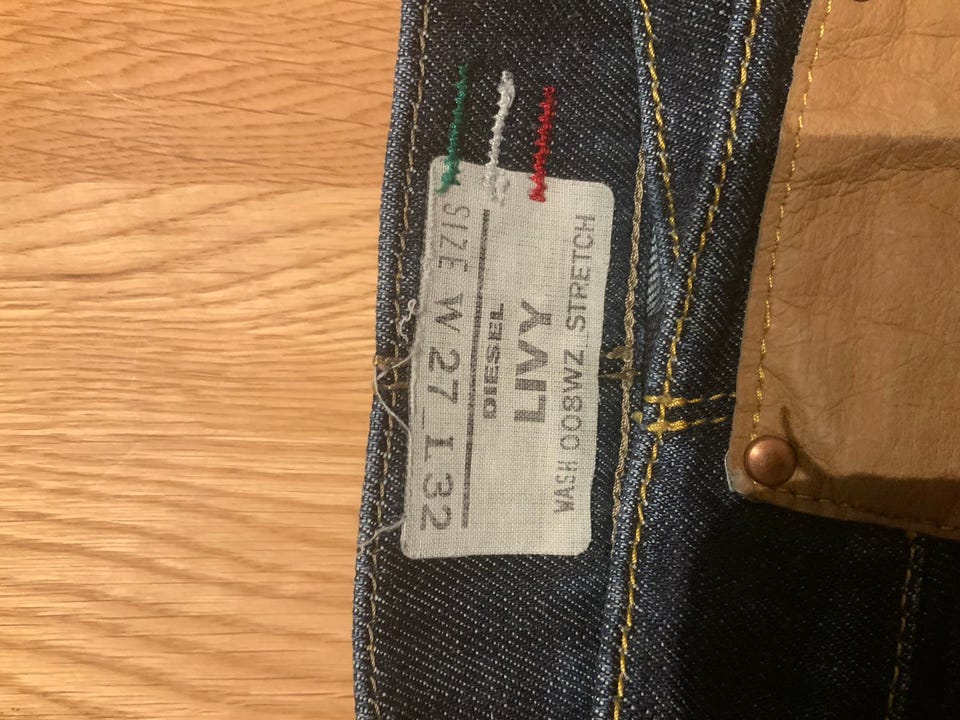 DIESEL
LIVY
WASH 008WZ STRETCH
SIZE W 27 L 32